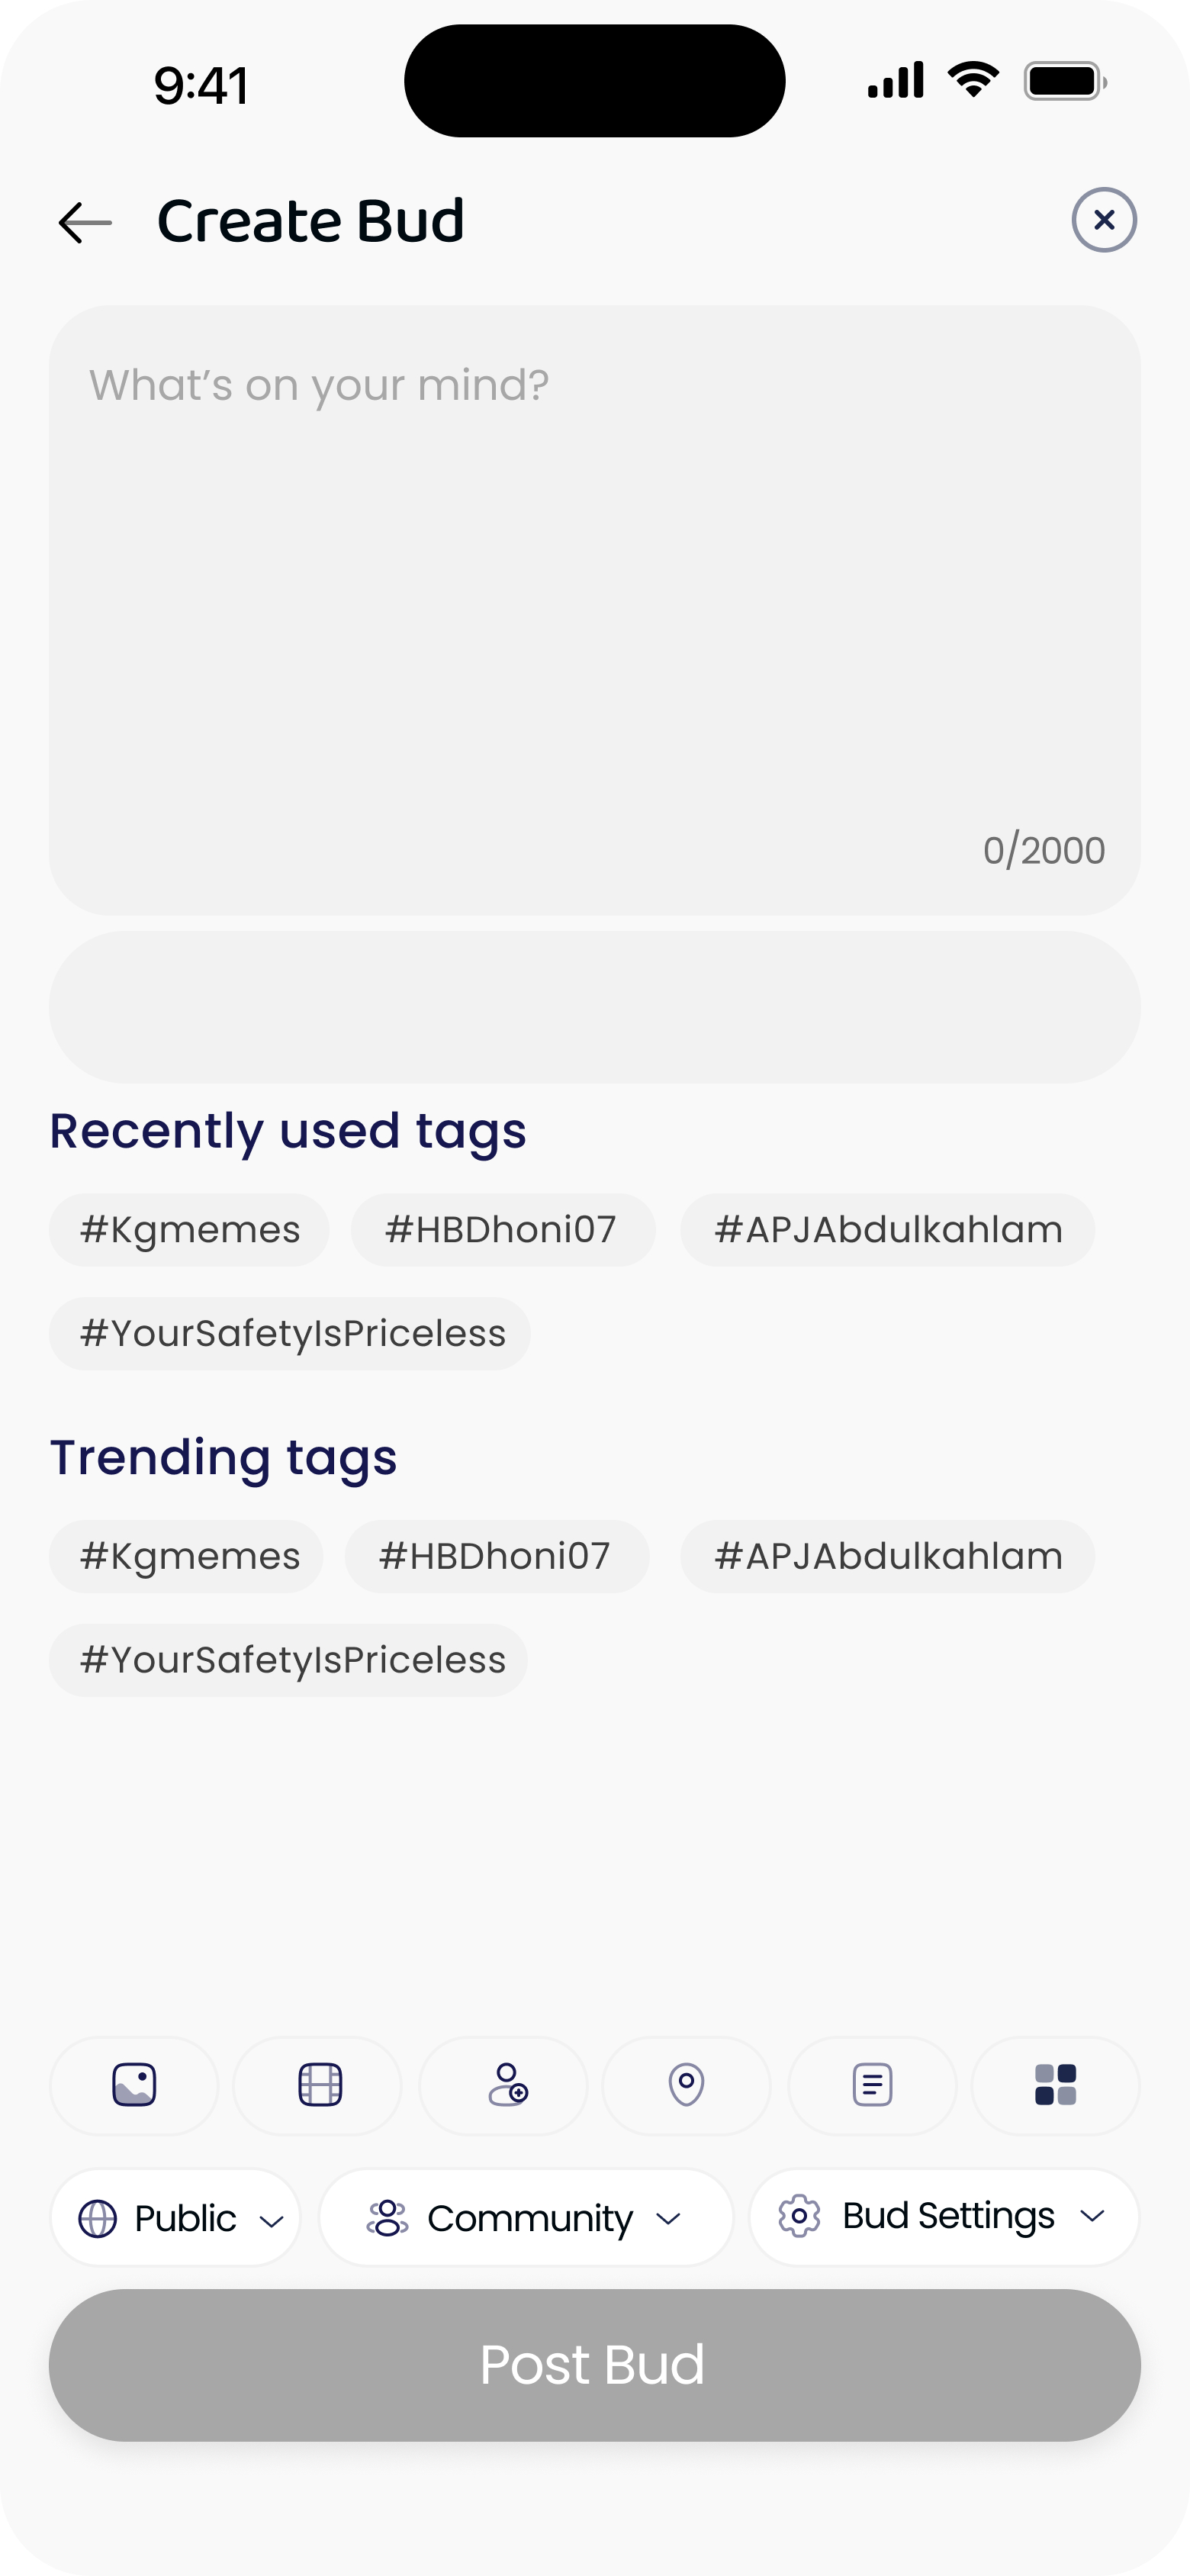 9:41
Create Bud
What's on your mind?
0/2000
Recently used tags
#Kgmemes #HBDhoni07 #APJAbdulkahlam
#YourSafetyIsPriceless
Trending tags
#Kgmemes #HBDhoni07 #APJAbdulkahlam
#YourSafetyIsPriceless
Public Community Bud Settings
Post Bud